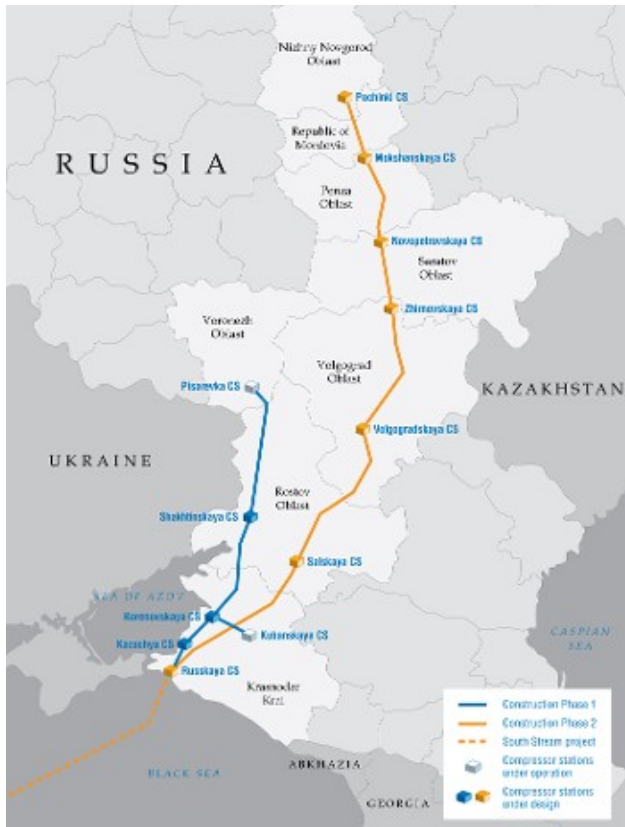 Nizhny Novgorod
Oblast
Pochinki CS
Republic of
Mordovia
Mokshanskaya CS
RUSSIA
Penza
Oblast
Novopetrovskaya CS
Saratov
Oblast
Zhirnovskaya CS
Voronezh
Oblast
Volgograd
Oblast
Pisarevka CS
KAZAKHSTAN
Volgogradskaya CS
UKRAINE
Rostov
Oblast
Shakhtinskaya CS
Salskaya CS
SEA OF AZOV
Korenovskaya CS
Kubanskaya CS
Kazachya CS
CASPIAN
SEA
Russkaya CS
Krasnodar
Krai
Construction Phase 1
Construction Phase 2
South Stream project
Compressor stations
under operation
Compressor stations
under design
ABKHAZIA
BLACK SEA
GEORGIA